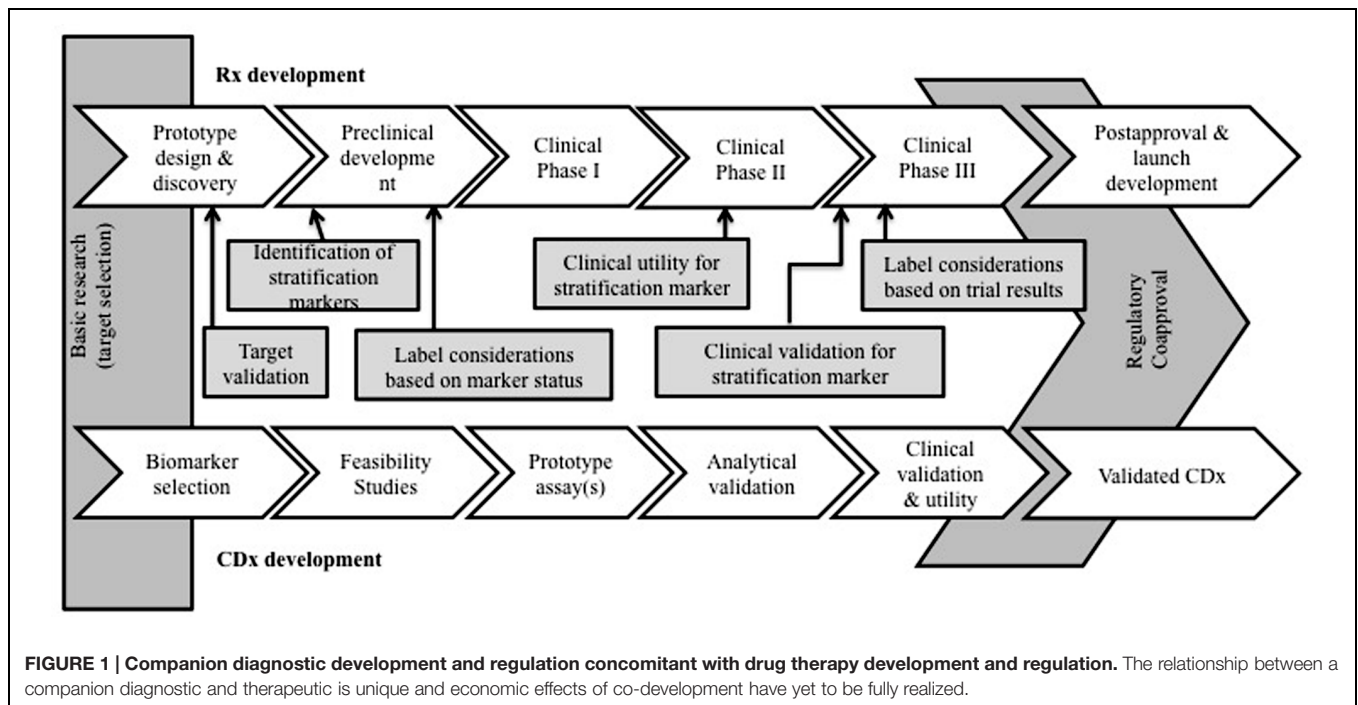 Rx development
Prototype
design &
discovery
Preclinical
developme
nt
Clinical
Phase I
Clinical
Phase II
Clinical
Phase III
Postapproval &
launch
development
Basic research
(target selection)
Identification of
stratification
markers
Clinical utility for
stratification marker
Label considerations
based on trial results
Target
validation
Label considerations
based on marker status
Clinical validation for
stratification marker
Regulatory
Coapproval
Biomarker
selection
Feasibility
Studies
Prototype
assay(s)
Analytical
validation
Clinical
validation
& utility
Validated CDx
CDx development
FIGURE 1 | Companion diagnostic development and regulation concomitant with drug therapy development and regulation. The relationship between a
companion diagnostic and therapeutic is unique and economic effects of co-development have yet to be fully realized.